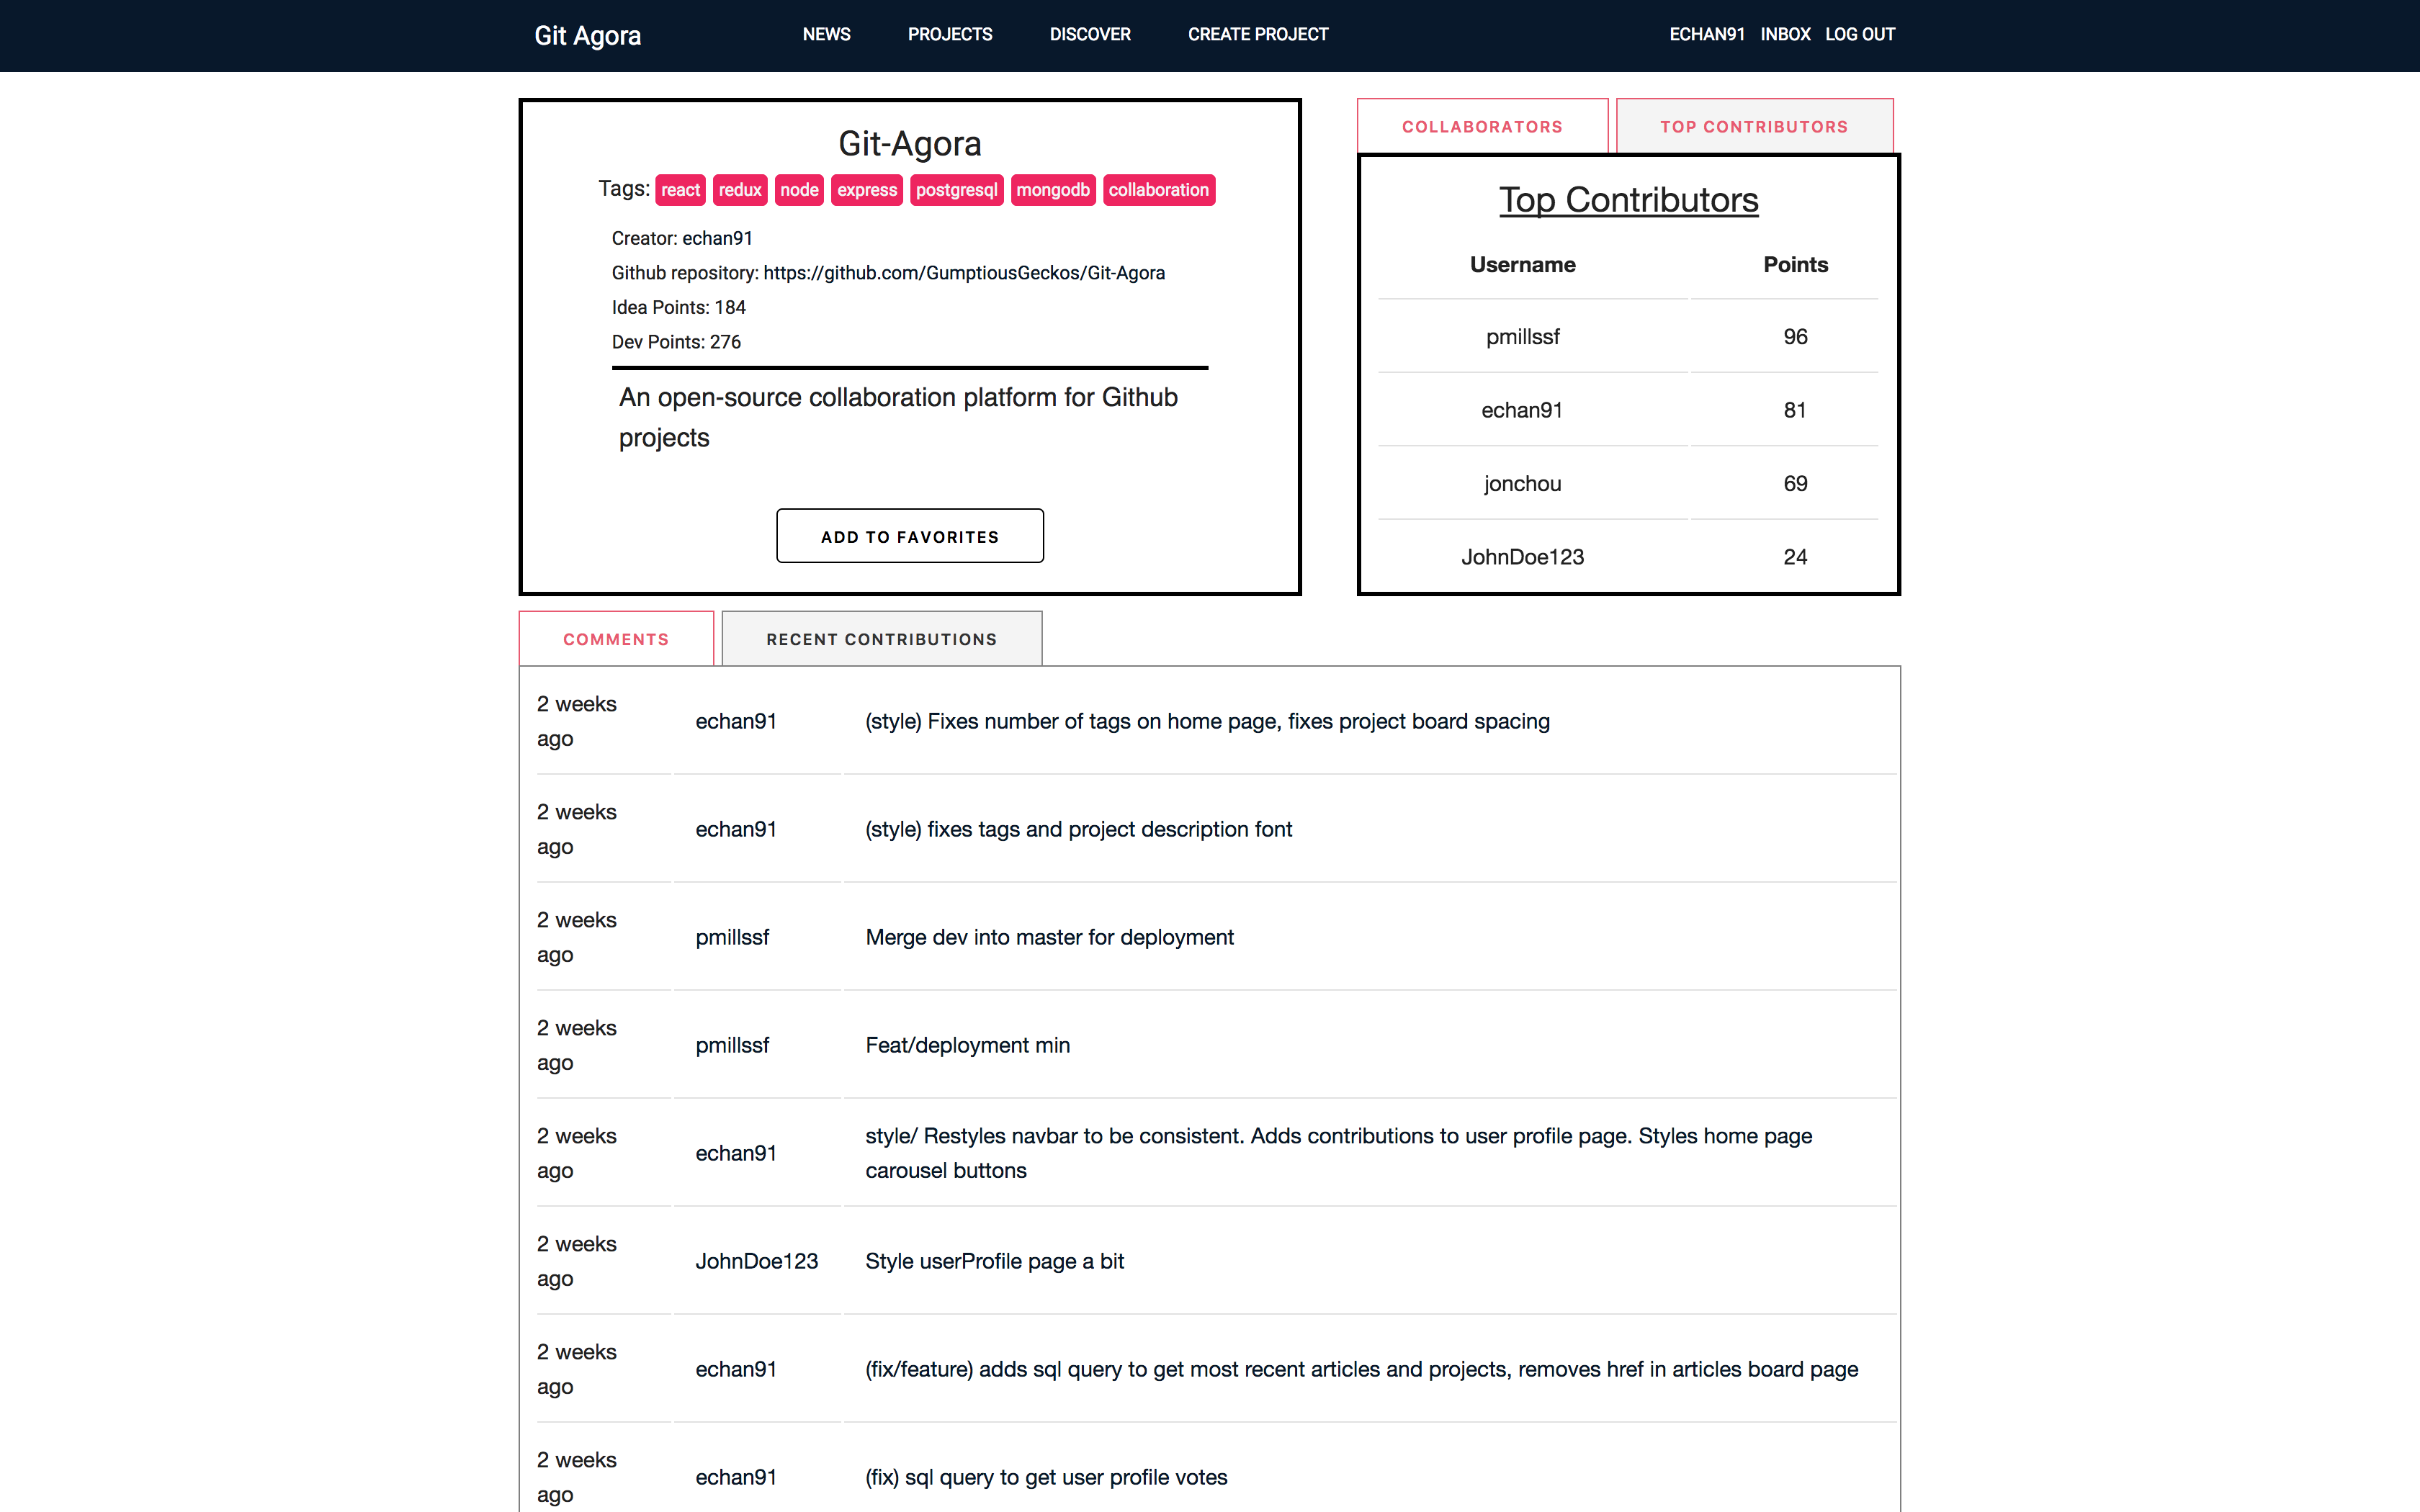 Git Agora NEWS PROJECTS DISCOVER CREATE PROJECT ECHAN91 INBOX LOG OUT
Git-Agora
Tags: react redux node express postgresql mongodb collaboration
Creator: echan91
Github repository: https://github.com/GumptiousGeckos/Git-Agora
Idea Points: 184
Dev Points: 276
An open-source collaboration platform for Github
projects
ADD TO FAVORITES
COLLABORATORS TOP CONTRIBUTORS
Top Contributors
Username Points
pmillssf 96
echan91 81
jonchou 69
JohnDoe123 24
COMMENTS RECENT CONTRIBUTIONS
2 weeks
ago
echan91
(style) Fixes number of tags on home page, fixes project board spacing
2 weeks
ago
echan91
(style) fixes tags and project description font
2 weeks
ago
pmillssf
Merge dev into master for deployment
2 weeks
ago
pmillssf
Feat/deployment min
2 weeks
ago
echan91
style/ Restyles navbar to be consistent. Adds contributions to user profile page. Styles home page
carousel buttons
2 weeks
ago
JohnDoe123
Style userProfile page a bit
2 weeks
ago
echan91
(fix/feature) adds sql query to get most recent articles and projects, removes href in articles board page
2 weeks
ago
echan91
(fix) sql query to get user profile votes